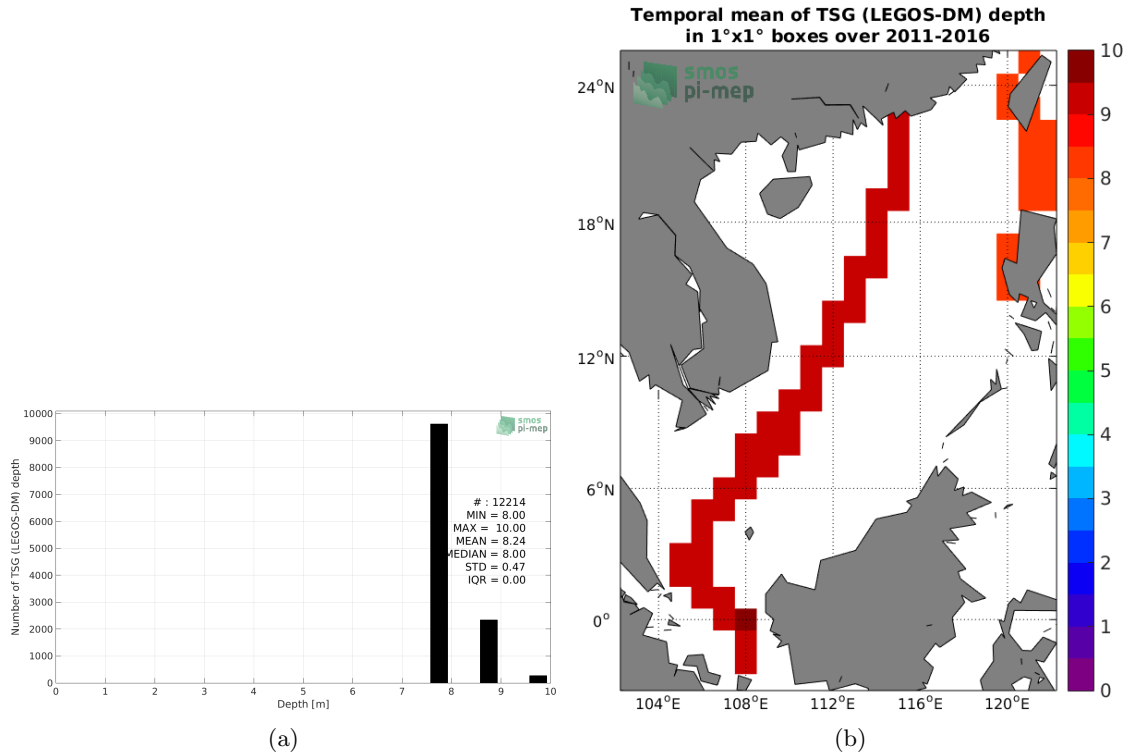 Temporal mean of TSG (LEGOS-DM) depth
in 1°x1° boxes over 2011-2016
smos
pi-mep
24°N
18°N
12°N
6°N
0°
104°E
108°E
112°E
116°E
120°E
10
9
8
7
6
5
4
3
2
1
0
(b)
Number of TSG (LEGOS-DM) depth
10000
9000
8000
7000
6000
5000
4000
3000
2000
1000
0
smos
pi-mep
# : 12214
MIN = 8.00
MAX = 10.00
MEAN = 8.24
MEDIAN = 8.00
STD = 0.47
IQR = 0.00
0 1 2 3 4 5 6 7 8 9 10
Depth [m]
(a)